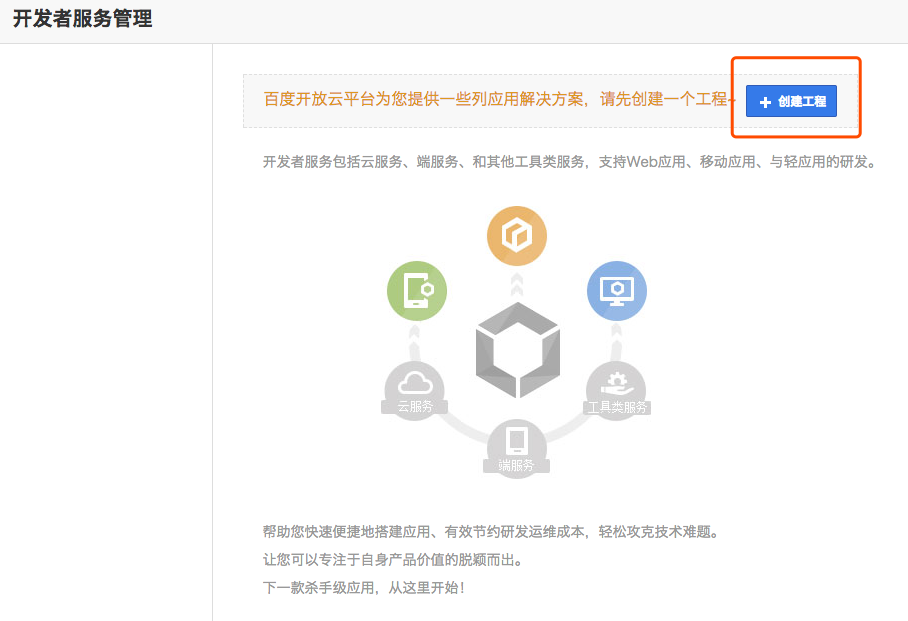 开发者服务管理
百度开放云平台为您提供一些列应用解决方案，请先创建一个工程~
+ 创建工程
开发者服务包括云服务、端服务、和其他工具类服务，支持Web应用、移动应用、与轻应用的研发。
云服务
工具类服务
端服务
帮助您快速便捷地搭建应用、有效节约研发运维成本，轻松攻克技术难题。
让您可以专注于自身产品价值的脱颖而出。
下一款杀手级应用，从这里开始！